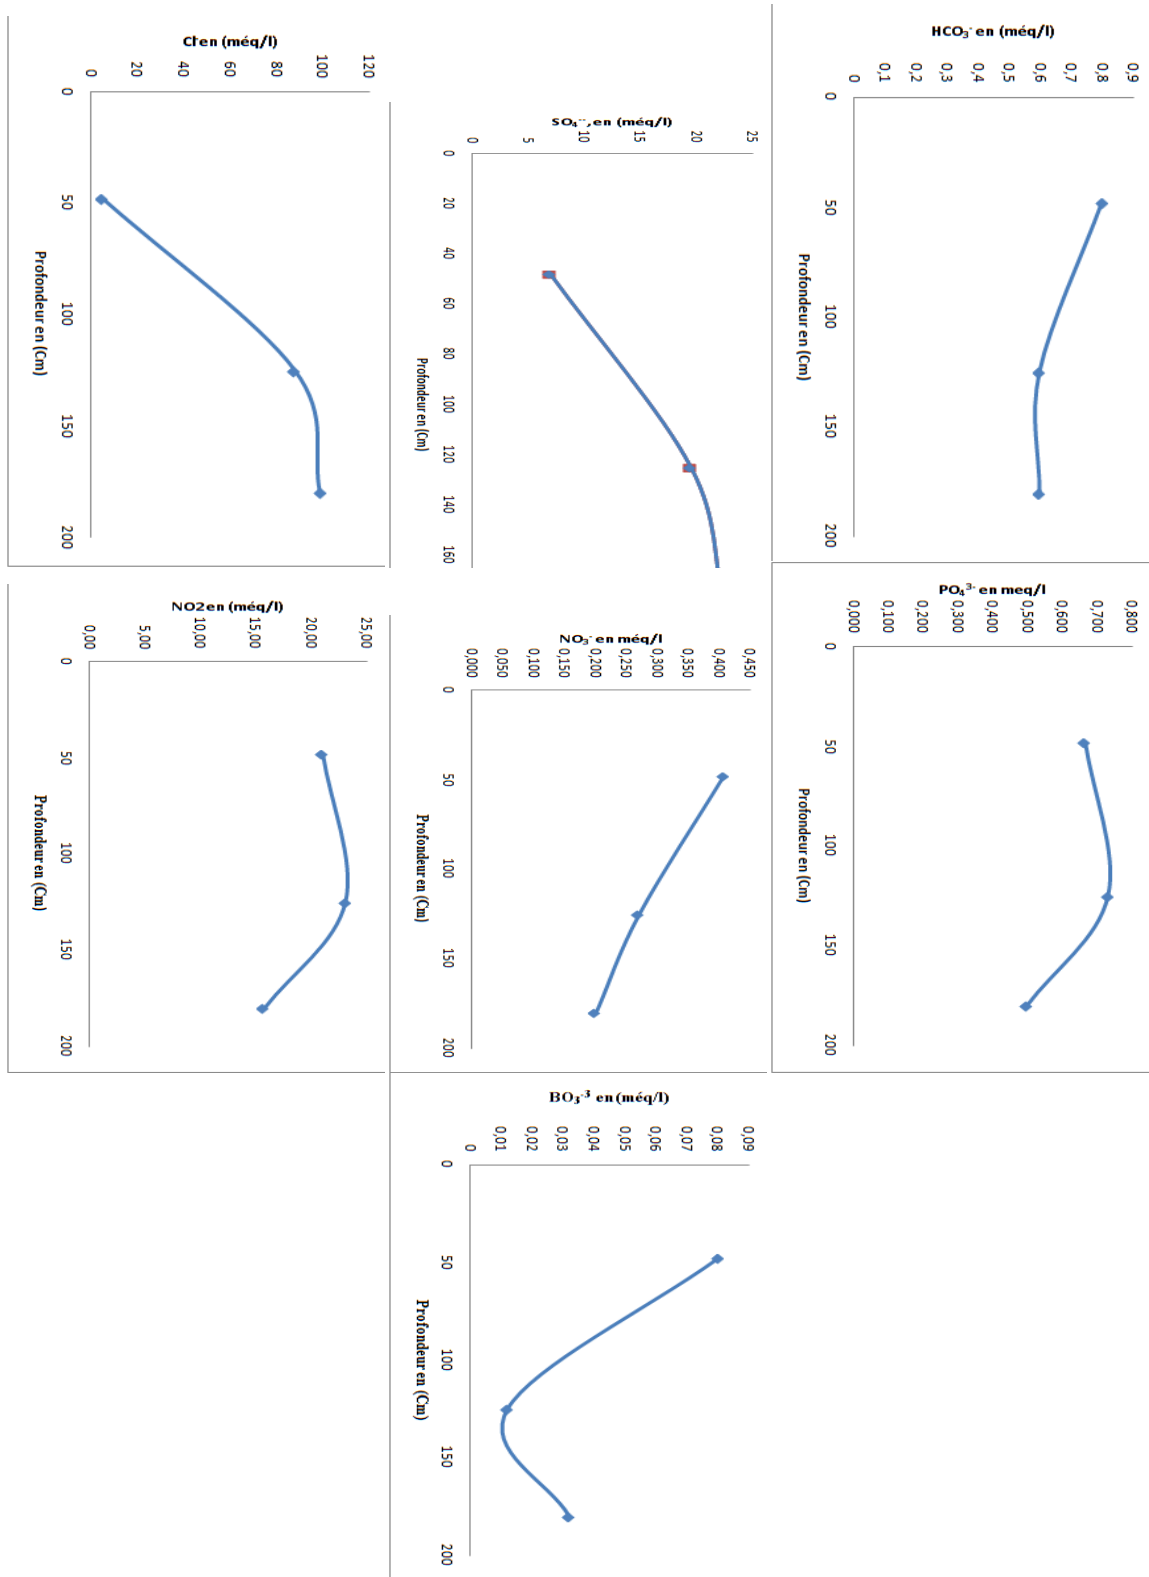 Cl-en (méq/l)
0 20 40 60 80 100 120
0
50
100
150
200
Profondeur en (Cm)
SO₄⁻⁻, en (méq/l)
0 5 10 15 20 25
0
20
40
60
80
100
120
140
160
Profondeur en (Cm)
HCO₃⁻ en (méq/l)
0 0,1 0,2 0,3 0,4 0,5 0,6 0,7 0,8 0,9
0
50
100
150
200
Profondeur en (Cm)
NO2 en (méq/l)
0,00 5,00 10,00 15,00 20,00 25,00
0
50
100
150
200
Profondeur en (Cm)
NO₃⁻ en méq/l
0,000 0,050 0,100 0,150 0,200 0,250 0,300 0,350 0,400 0,450
0
50
100
150
200
Profondeur en (Cm)
PO₄³⁻ en meq/l
0,000 0,100 0,200 0,300 0,400 0,500 0,600 0,700 0,800
0
50
100
150
200
Profondeur en (Cm)
BO₃⁻³ en (méq/l)
0 0,01 0,02 0,03 0,04 0,05 0,06 0,07 0,08 0,09
0
50
100
150
200
Profondeur en (Cm)